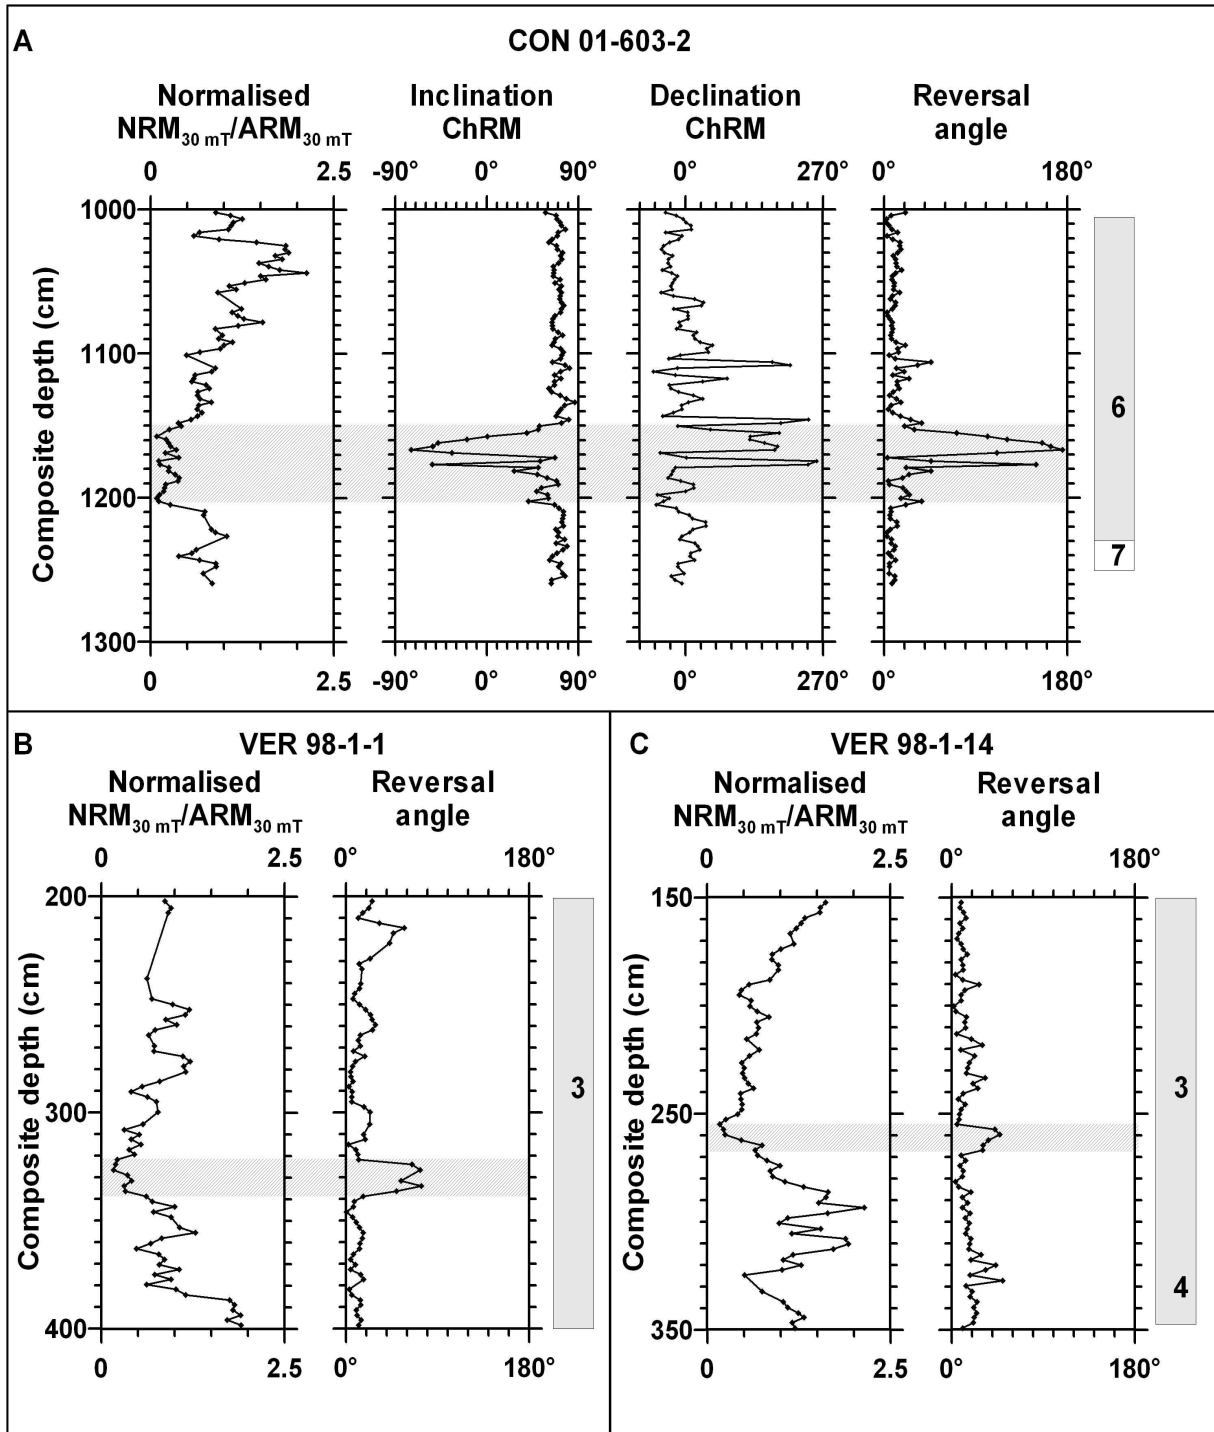 A
CON 01-603-2
Normalised
NRM30 mT/ARM30 mT
Inclination
ChRM
Declination
ChRM
Reversal
angle
0 2.5 -90° 0° 90° 0° 270° 0° 180°
1000
1100
1200
1300
Composite depth (cm)
6
7
0 2.5 -90° 0° 90° 0° 270° 0° 180°
B
VER 98-1-1
Normalised
NRM30 mT/ARM30 mT
Reversal
angle
0 2.5 0° 180°
200
300
400
Composite depth (cm)
3
0 2.5 0° 180°
C
VER 98-1-14
Normalised
NRM30 mT/ARM30 mT
Reversal
angle
0 2.5 0° 180°
150
250
350
Composite depth (cm)
3
4
0 2.5 0° 180°